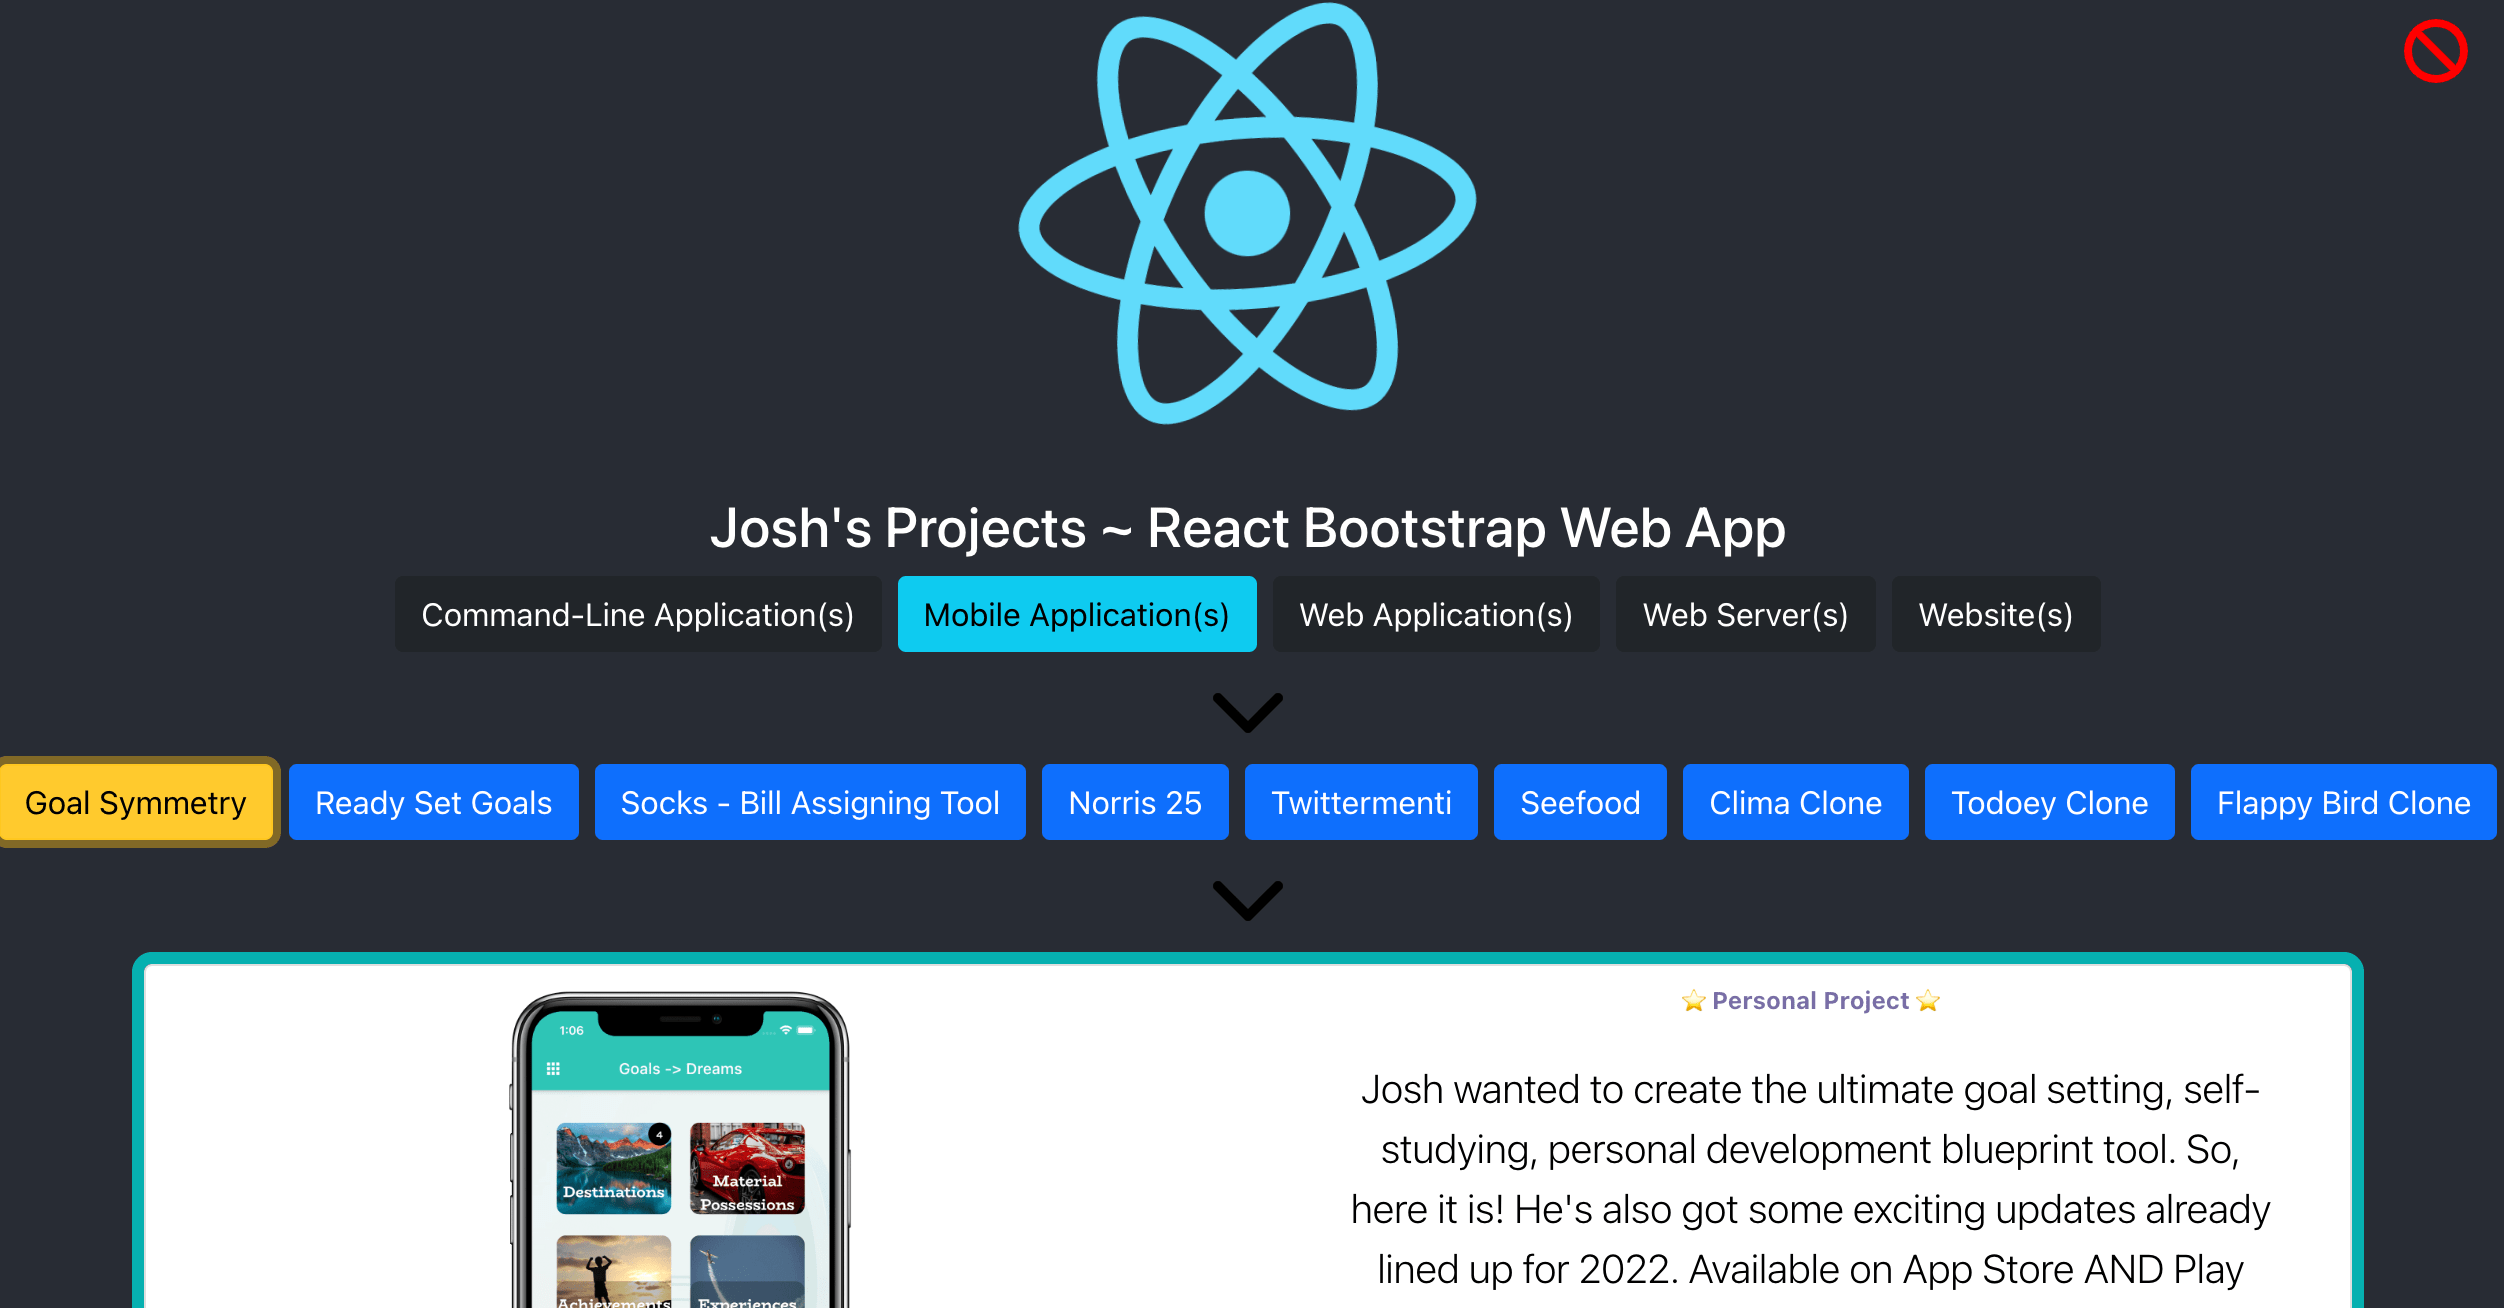 Josh's Projects ~ React Bootstrap Web App
Command-Line Application(s)
Mobile Application(s)
Web Application(s)
Web Server(s)
Website(s)
Goal Symmetry
Ready Set Goals
Socks - Bill Assigning Tool
Norris 25
Twittermenti
Seefood
Clima Clone
Todoey Clone
Flappy Bird Clone
1:06
Goals -> Dreams
4
Destinations
Material
Possessions
Achievements
Experiences
⭐ Personal Project ⭐
Josh wanted to create the ultimate goal setting, self-
studying, personal development blueprint tool. So,
here it is! He's also got some exciting updates already
lined up for 2022. Available on App Store AND Play